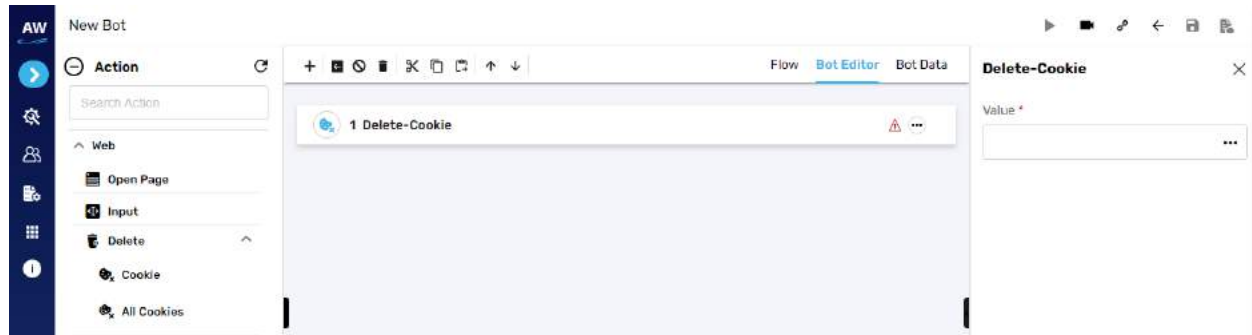 AW
New Bot
Action
Search Action
Web
Open Page
Input
Delete
Cookie
All Cookies
Flow Bot Editor Bot Data
1 Delete-Cookie
Delete-Cookie
Value *